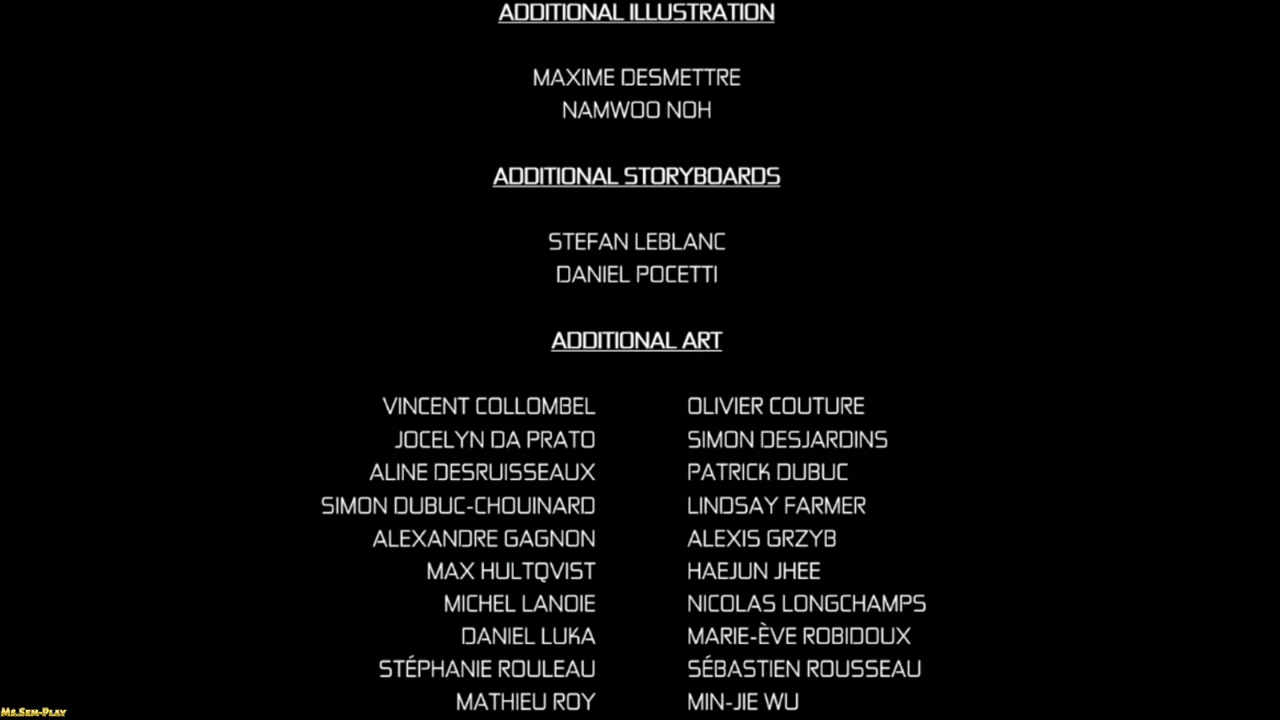 ADDITIONAL ILLUSTRATION
MAXIME DESMETTRE
NAMWOO NOH
ADDITIONAL STORYBOARDS
STEFAN LEBLANC
DANIEL POCETTI
ADDITIONAL ART
VINCENT COLLOMBEL OLIVIER COUTURE
JOCELYN DA PRATO SIMON DESJARDINS
ALINE DESRUISSEAUX PATRICK DUBUC
SIMON DUBUC-CHOUINARD LINDSAY FARMER
ALEXANDRE GAGNON ALEXIS GRZYB
MAX HULTQVIST HAEJUN JHEE
MICHEL LANOIE NICOLAS LONGCHAMPS
DANIEL LUKA MARIE-ÈVE ROBIDOUX
STÉPHANIE ROULEAU SÉBASTIEN ROUSSEAU
MATHIEU ROY MIN-JIE WU
Ms.Sem-Play